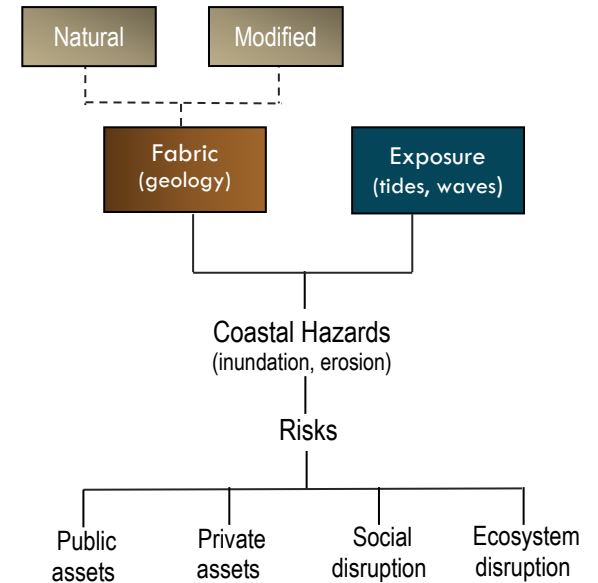 Natural
Modified
Fabric
(geology)
Exposure
(tides, waves)
Coastal Hazards
(inundation, erosion)
Risks
Public
assets
Private
assets
Social
disruption
Ecosystem
disruption